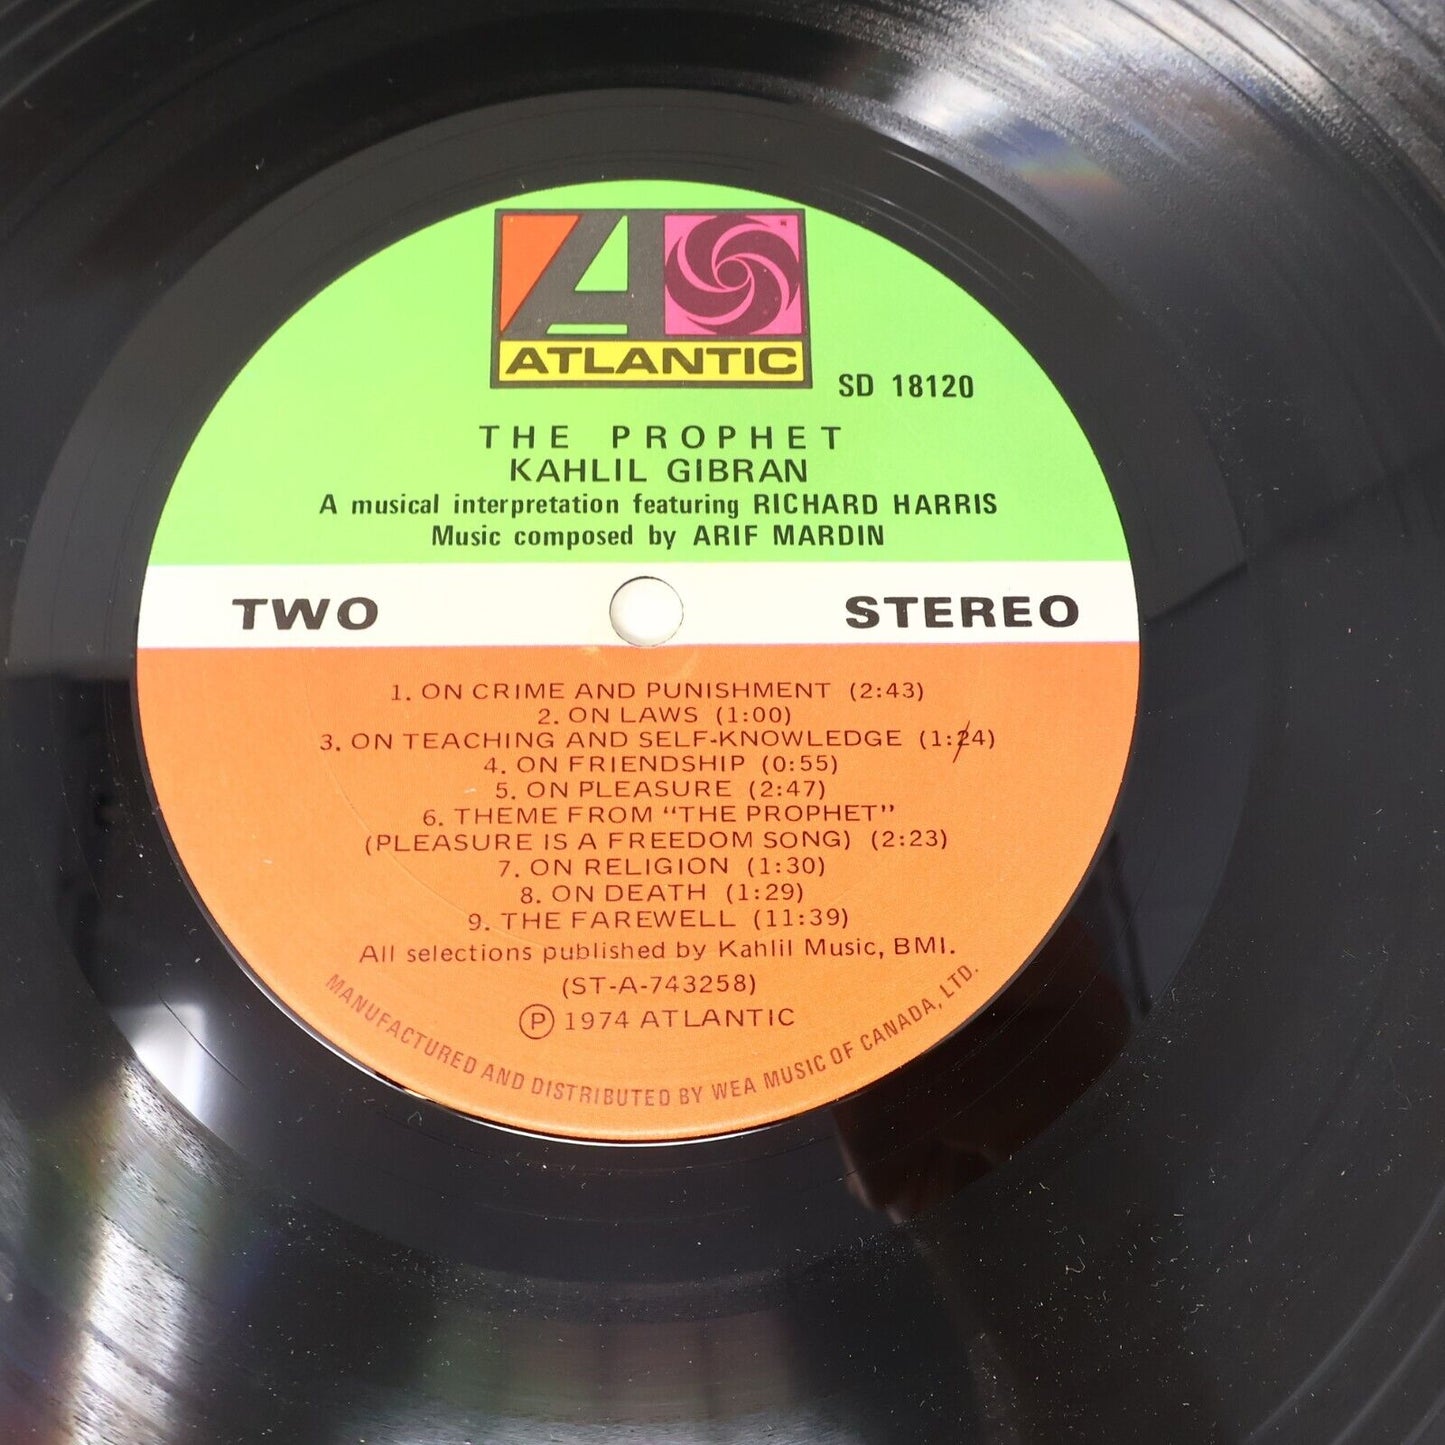 ATLANTIC
SD 18120
THE PROPHET
KAHLIL GIBRAN
A musical interpretation featuring RICHARD HARRIS
Music composed by ARIF MARDIN
TWO STEREO
1. ON CRIME AND PUNISHMENT (2:43)
2. ON LAWS (1:00)
3. ON TEACHING AND SELF-KNOWLEDGE (1:24)
4. ON FRIENDSHIP (0:55)
5. ON PLEASURE (2:47)
6. THEME FROM "THE PROPHET"
(PLEASURE IS A FREEDOM SONG) (2:23)
7. ON RELIGION (1:30)
8. ON DEATH (1:29)
9. THE FAREWELL (11:39)
All selections published by Kahlil Music, BMI.
(ST-A-743258)
Ⓟ 1974 ATLANTIC
MANUFACTURED AND DISTRIBUTED BY WEA MUSIC OF CANADA, LTD.